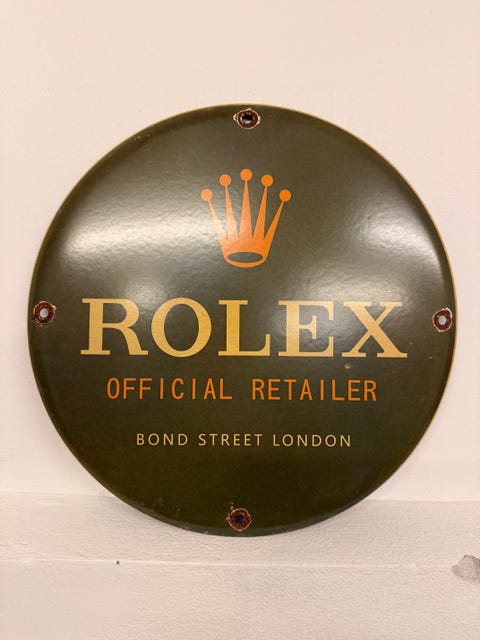 ROLEX
OFFICIAL RETAILER
BOND STREET LONDON